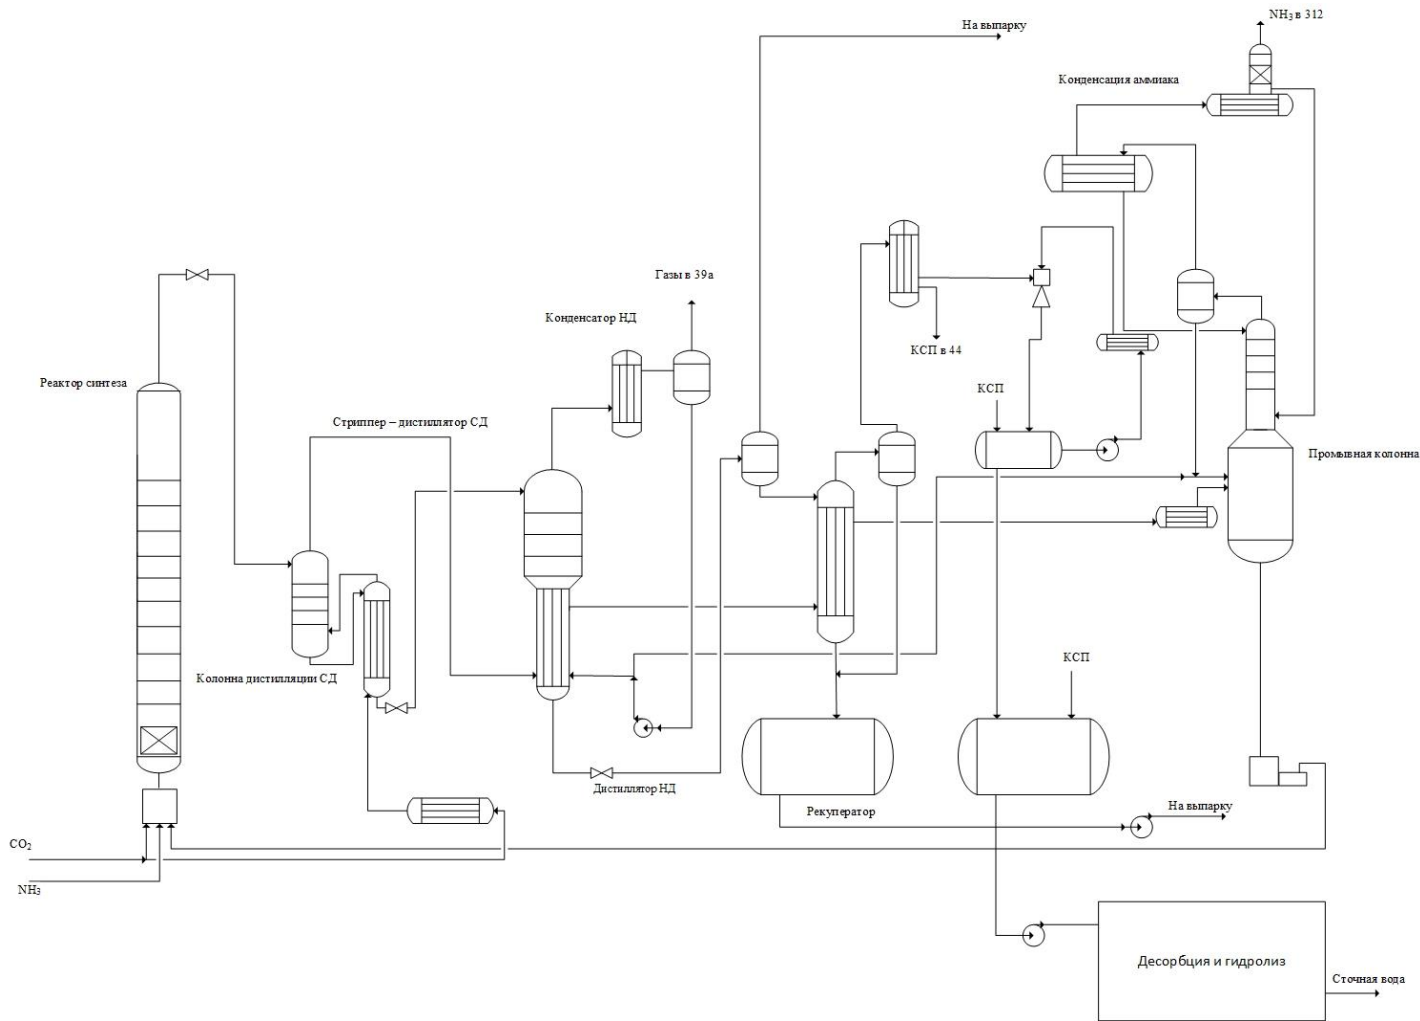 NH3 в 312
На выпарку
Конденсация аммиака
Газы в 39а
Конденсатор НД
КСП в 44
Реактор синтеза
КСП
Стриппер – дистиллятор СД
Промывная колонна
КСП
Колонна дистилляции СД
Дистиллятор НД
На выпарку
Рекуператор
CO2
NH3
Десорбция и гидролиз
Сточная вода